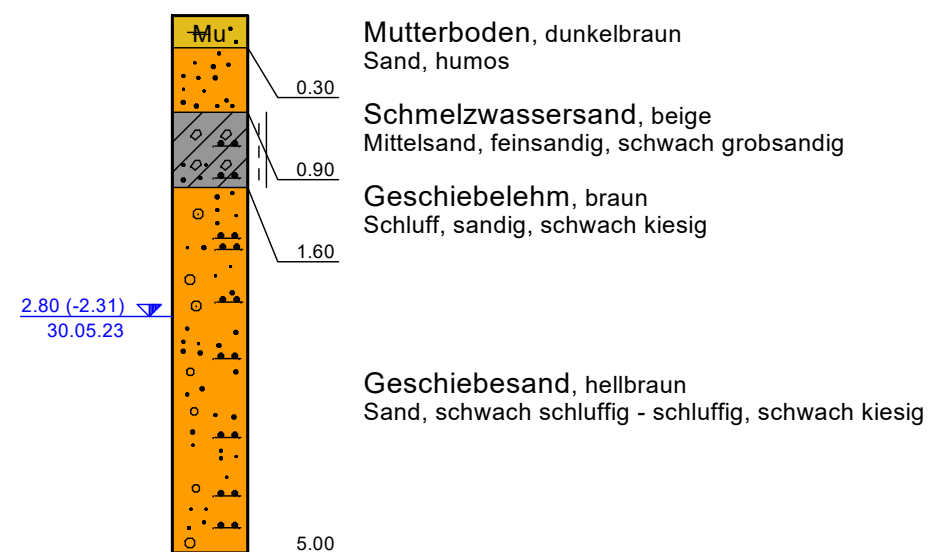 Mu
Mutterboden, dunkelbraun
Sand, humos
0.30
Schmelzwassersand, beige
Mittelsand, feinsandig, schwach grobsandig
0.90
Geschiebelehm, braun
Schluff, sandig, schwach kiesig
1.60
2.80 (-2.31)
30.05.23
Geschiebesand, hellbraun
Sand, schwach schluffig - schluffig, schwach kiesig
5.00